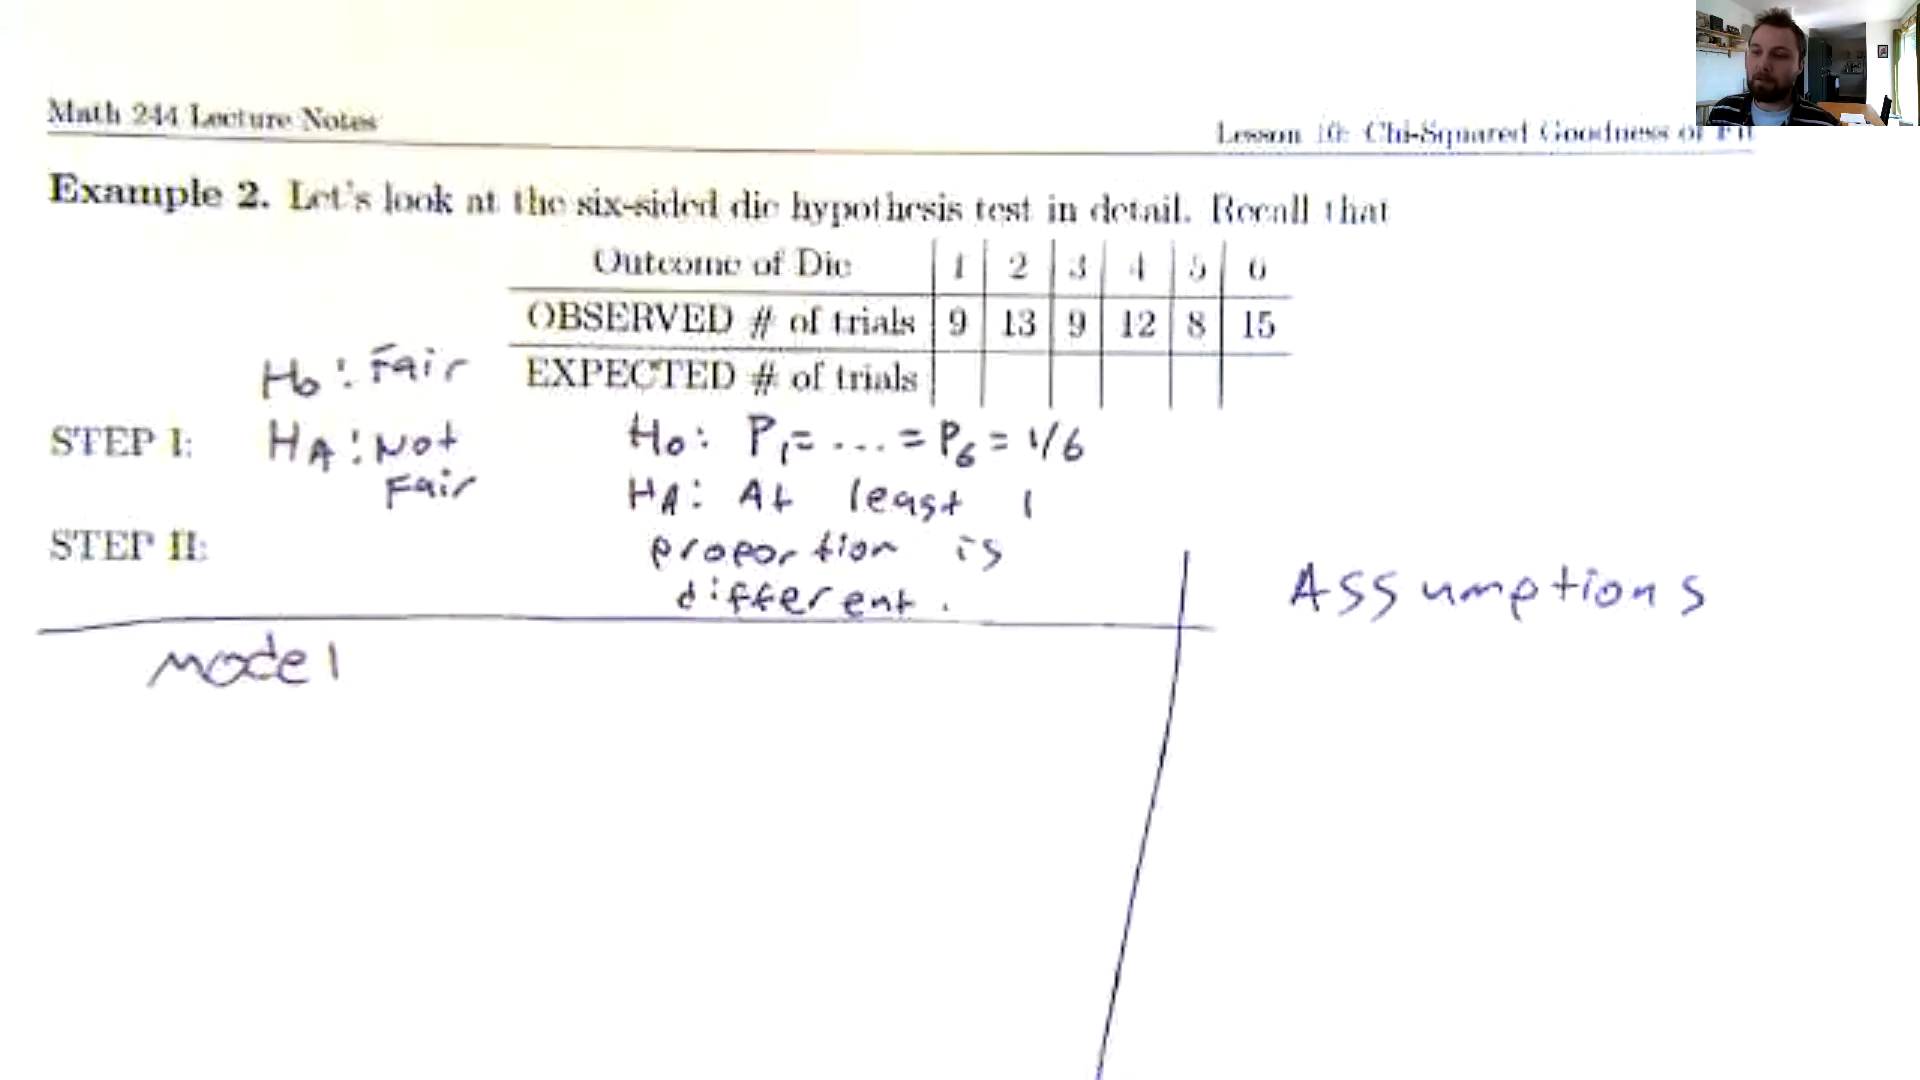 Math 244 Lecture Notes
Lesson 10: Chi-Squared Goodness of Fit
Example 2. Let's look at the six-sided die hypothesis test in detail. Recall that
Outcome of Die 1 2 3 4 5 6
OBSERVED # of trials 9 13 9 12 8 15
EXPECTED # of trials
H0: Fair
STEP I: HA: Not
Fair
H0: P1 = ... = P6 = 1/6
HA: At least 1
proportion is
different.
STEP II:
Assumptions
Model